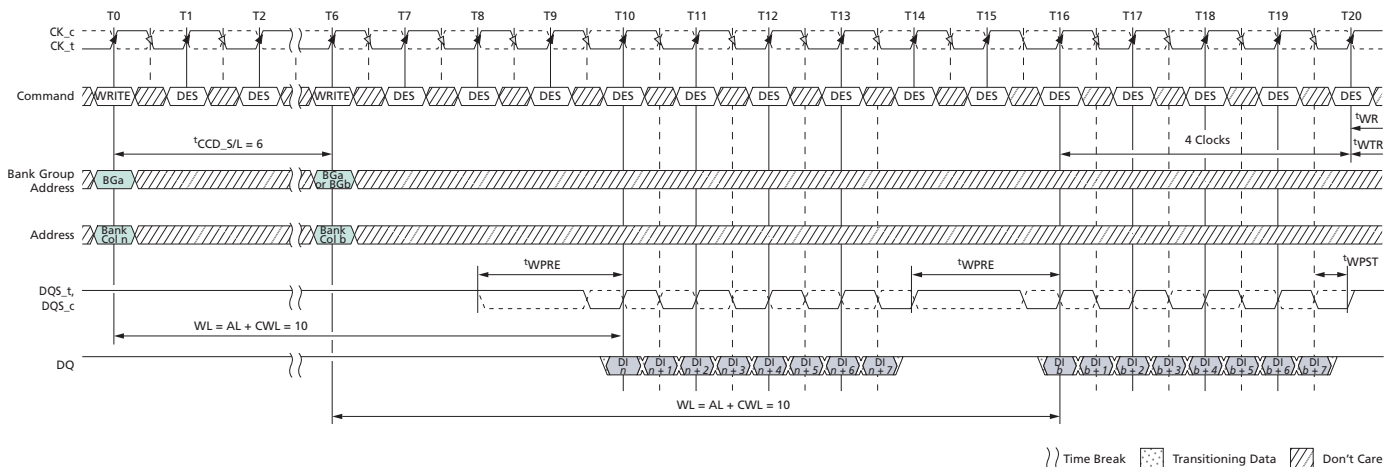 T0 T1 T2 T6 T7 T8 T9 T10 T11 T12 T13 T14 T15 T16 T17 T18 T19 T20
CK_c
CK_t
Command WRITE DES DES WRITE DES DES DES DES DES DES DES DES DES DES DES DES DES DES
tWR
tCCD_S/L = 6
4 Clocks
tWTR
Bank Group
Address
BGa
BGa
or BGb
Address
Bank
Col n
Bank
Col b
tWPRE
tWPRE
tWPST
DQS_t,
DQS_c
WL = AL + CWL = 10
DQ
DI
n
DI
n + 1
DI
n + 2
DI
n + 3
DI
n + 4
DI
n + 5
DI
n + 6
DI
n + 7
DI
b
DI
b + 1
DI
b + 2
DI
b + 3
DI
b + 4
DI
b + 5
DI
b + 6
DI
b + 7
WL = AL + CWL = 10
Time Break Transitioning Data Don't Care